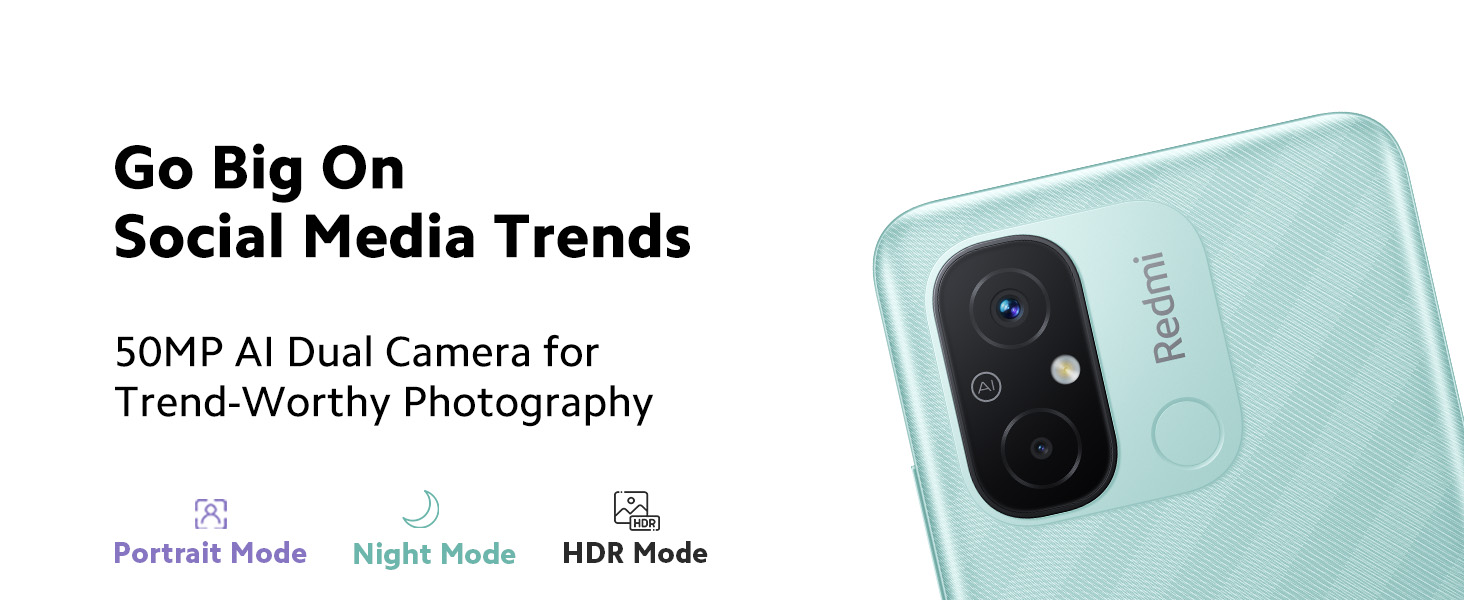 Go Big On
Social Media Trends
50MP AI Dual Camera for
Trend-Worthy Photography
HDR
Portrait Mode
Night Mode
HDR Mode
AI
Redmi